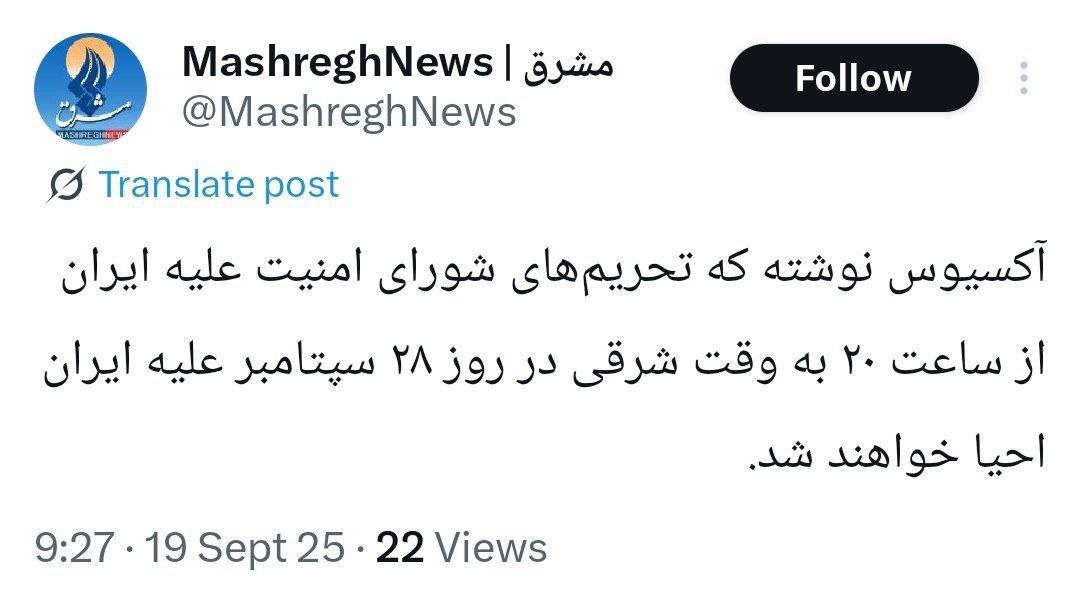 MashreghNews | مشرق
@MashreghNews
Follow
مشرق
MASHREGHNEWS
Translate post
آکسیوس نوشته که تحریم‌های شورای امنیت علیه ایران
از ساعت ۲۰ به وقت شرقی در روز ۲۸ سپتامبر علیه ایران
احیا خواهند شد.
9:27 · 19 Sept 25 · 22 Views